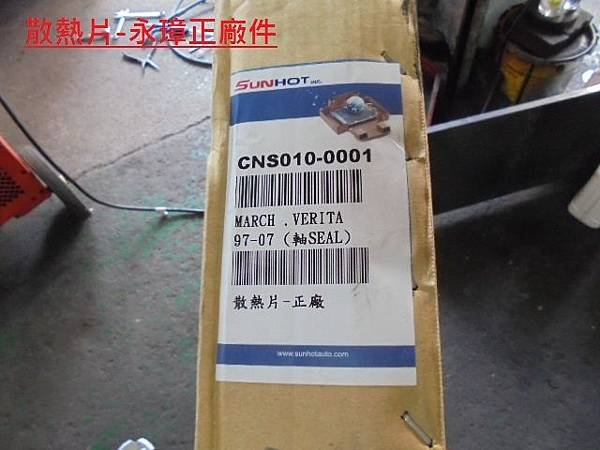 散熱片-永璋正廠件
SUNHOT INC.
CNS010-0001
MARCH .VERITA
97-07 (軸SEAL)
散熱片-正廠
www.sunhotauto.com